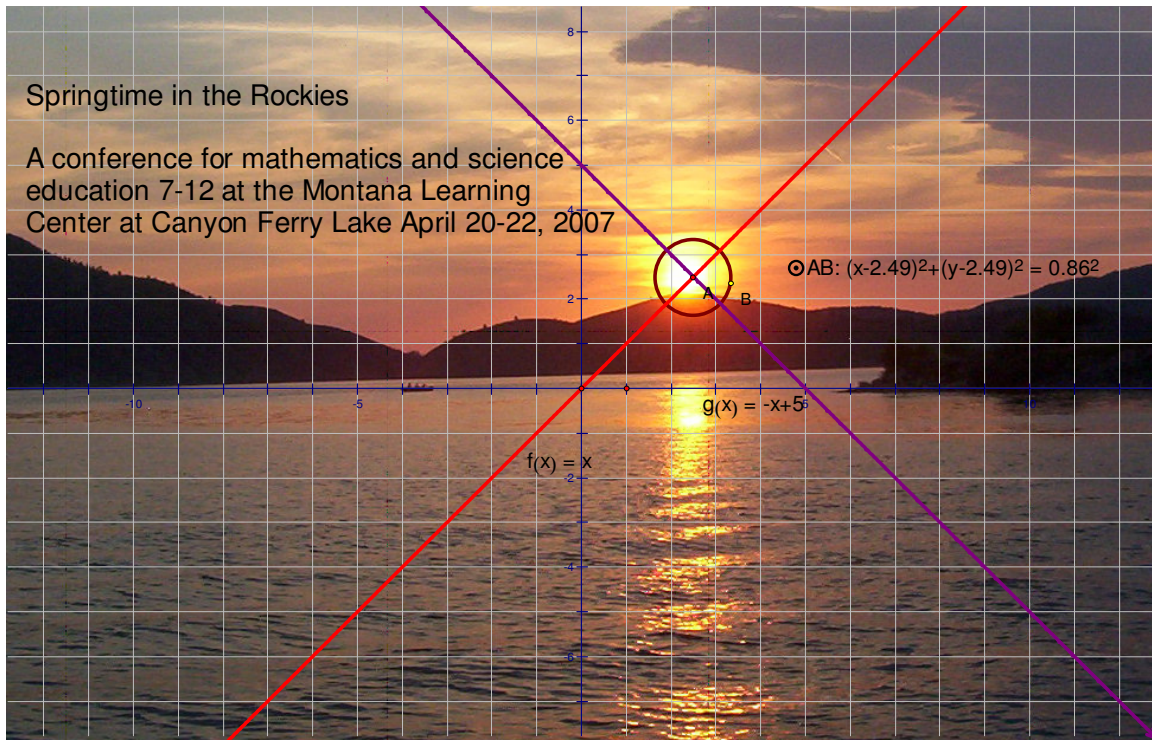 8
Springtime in the Rockies
6
A conference for mathematics and science
education 7-12 at the Montana Learning
4
Center at Canyon Ferry Lake April 20-22, 2007
⊙AB: (x-2.49)²+(y-2.49)² = 0.86²
A
B
2
-10
-5
5
10
g(x) = -x+5
f(x) = x
-2
-4
-6